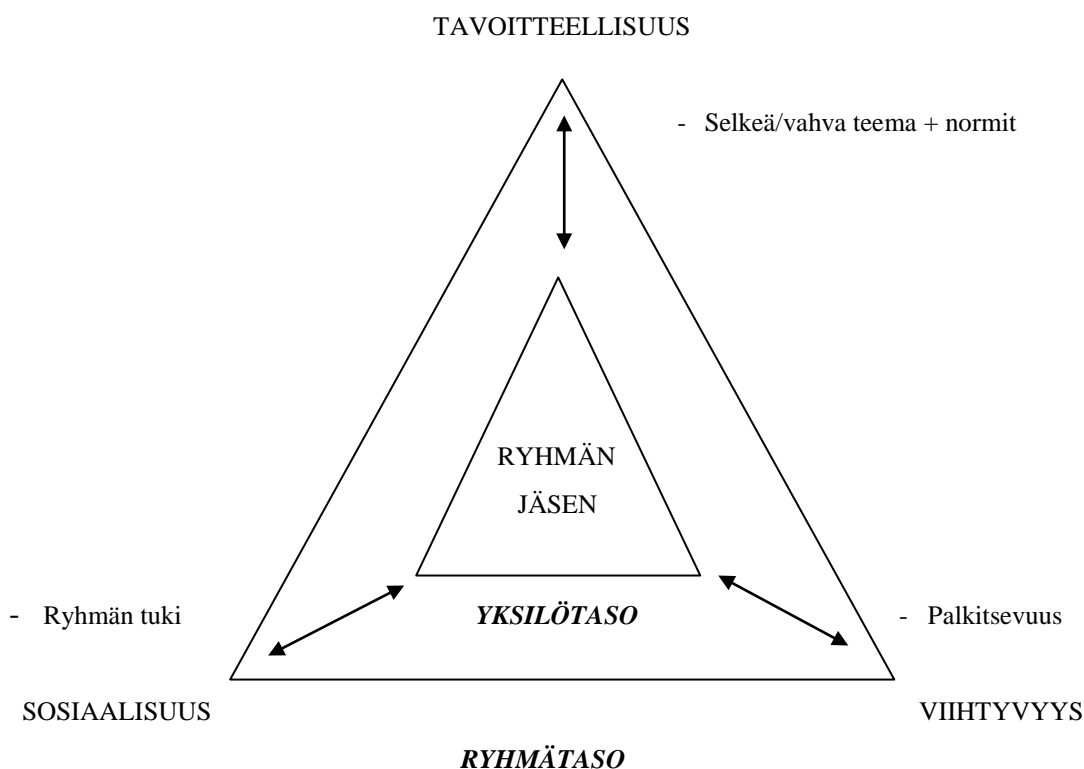 TAVOITTEELLISUUS
- Selkeä/vahva teema + normit
RYHMÄN
JÄSEN
- Ryhmän tuki
YKSILÖTASO
- Palkitsevuus
SOSIAALISUUS
VIIHTYVYYS
RYHMÄTASO